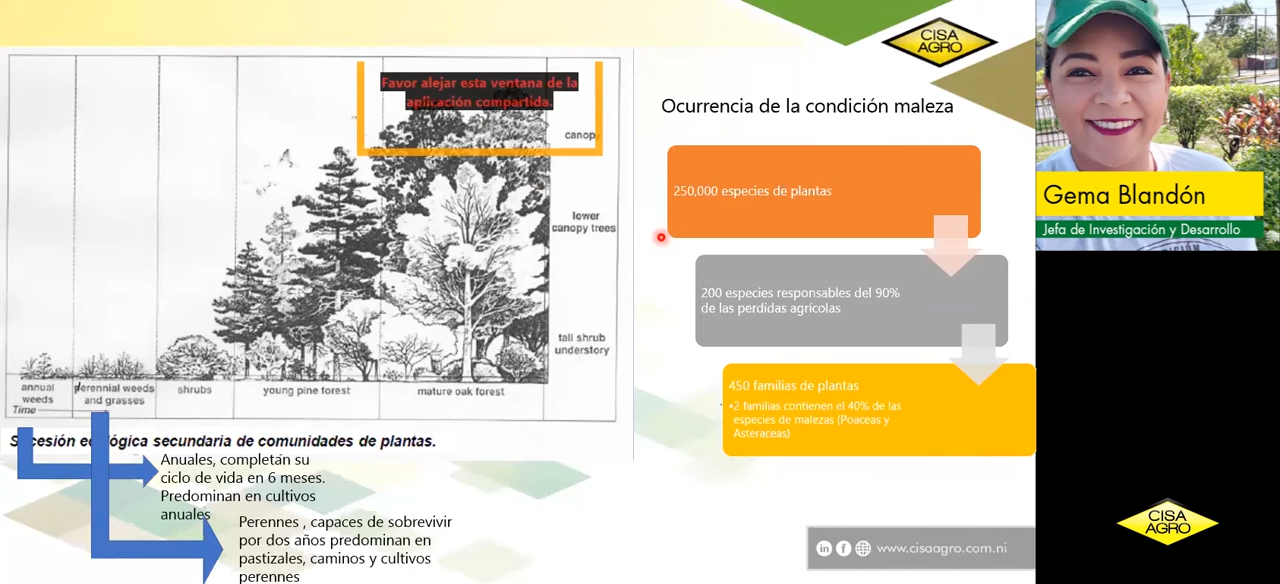 Favor alejar esta ventana de la
aplicación compartida.
canopy
lower
canopy trees
tall shrub
understory
annual
weeds
perennial weeds
and grasses
shrubs
young pine forest
mature oak forest
Time
Sucesión ecológica secundaria de comunidades de plantas.
Anuales, completan su
ciclo de vida en 6 meses.
Predominan en cultivos
anuales
Perennes , capaces de sobrevivir
por dos años predominan en
pastizales, caminos y cultivos
perennes
CISA
AGRO
Ocurrencia de la condición maleza
250,000 especies de plantas
200 especies responsables del 90%
de las perdidas agrícolas
450 familias de plantas
•2 familias contienen el 40% de las
especies de malezas (Poaceas y
Asteraceas)
www.cisaagro.com.ni
Gema Blandón
Jefa de Investigación y Desarrollo
CISA
AGRO